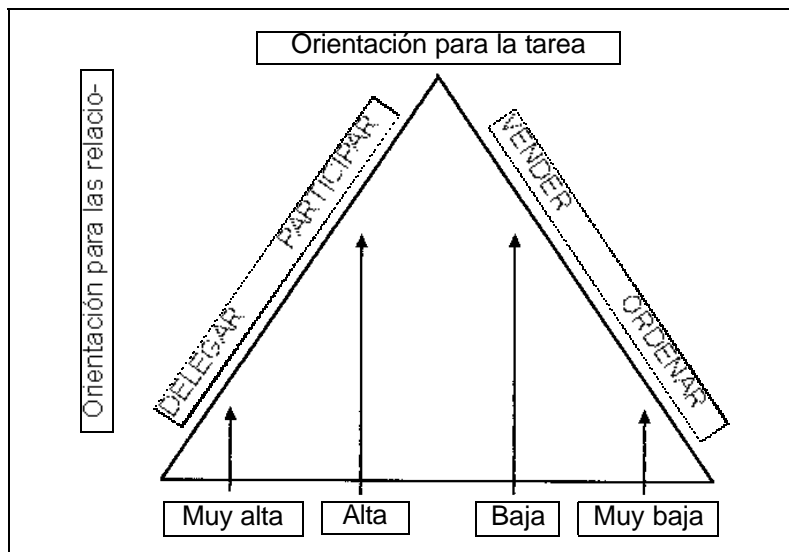 Orientación para la tarea
Orientación para las relacio-
DELEGAR PARTICIPAR
VENDER ORDENAR
Muy alta Alta Baja Muy baja